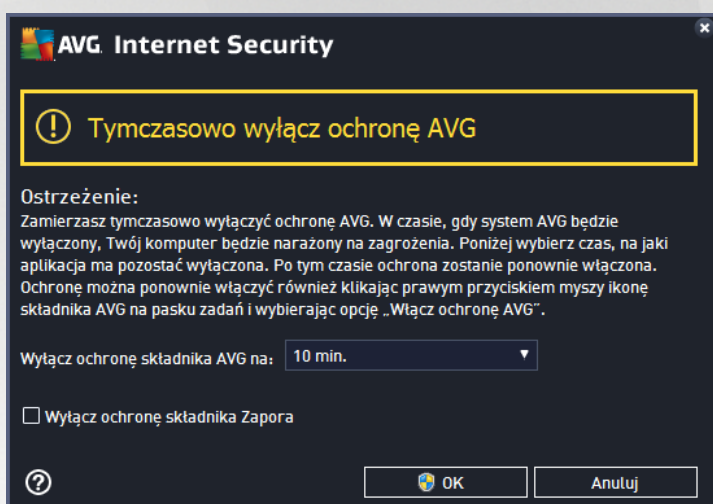 AVG. Internet Security
Tymczasowo wyłącz ochronę AVG
Ostrzeżenie:
Zamierzasz tymczasowo wyłączyć ochronę AVG. W czasie, gdy system AVG będzie
wyłączony, Twój komputer będzie narażony na zagrożenia. Poniżej wybierz czas, na jaki
aplikacja ma pozostać wyłączona. Po tym czasie ochrona zostanie ponownie włączona.
Ochronę można ponownie włączyć również klikając prawym przyciskiem myszy ikonę
składnika AVG na pasku zadań i wybierając opcję „Włącz ochronę AVG”.
Wyłącz ochronę składnika AVG na: 10 min.
Wyłącz ochronę składnika Zapora
OK Anuluj